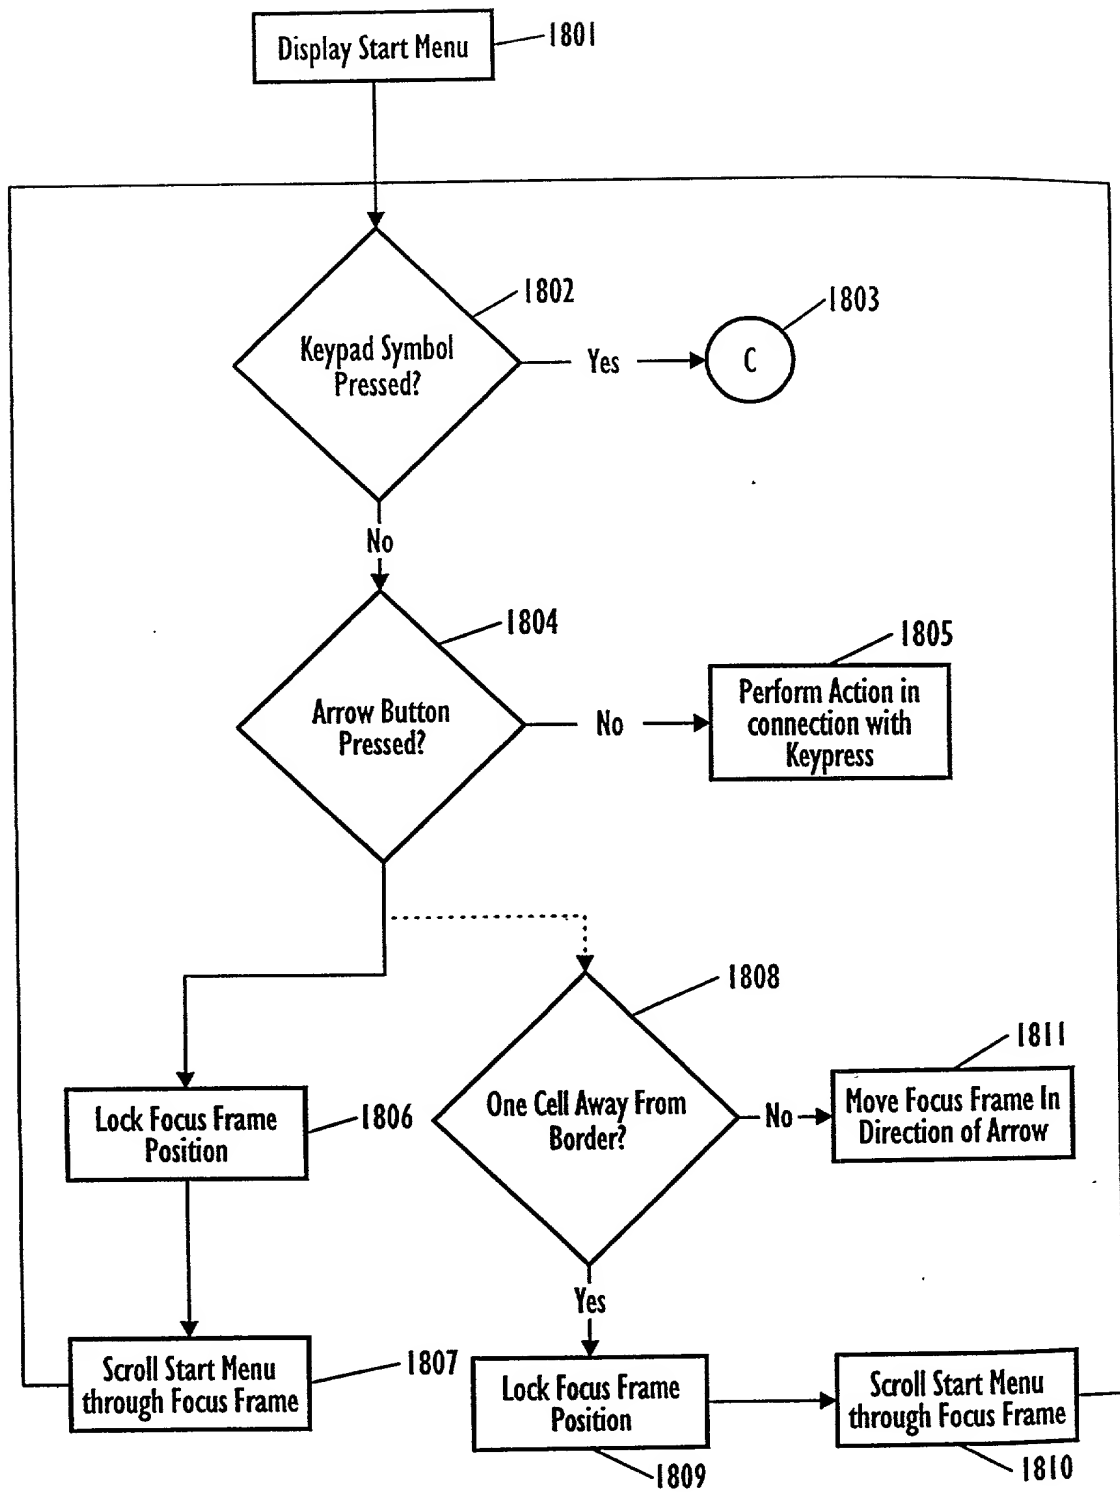 Display Start Menu
1801
1802
Keypad Symbol
Pressed?
Yes
C
1803
No
1804
Arrow Button
Pressed?
No
1805
Perform Action in
connection with
Keypress
1808
One Cell Away From
Border?
No
1811
Move Focus Frame In
Direction of Arrow
Lock Focus Frame
Position
1806
Yes
Scroll Start Menu
through Focus Frame
1807
Lock Focus Frame
Position
1809
Scroll Start Menu
through Focus Frame
1810